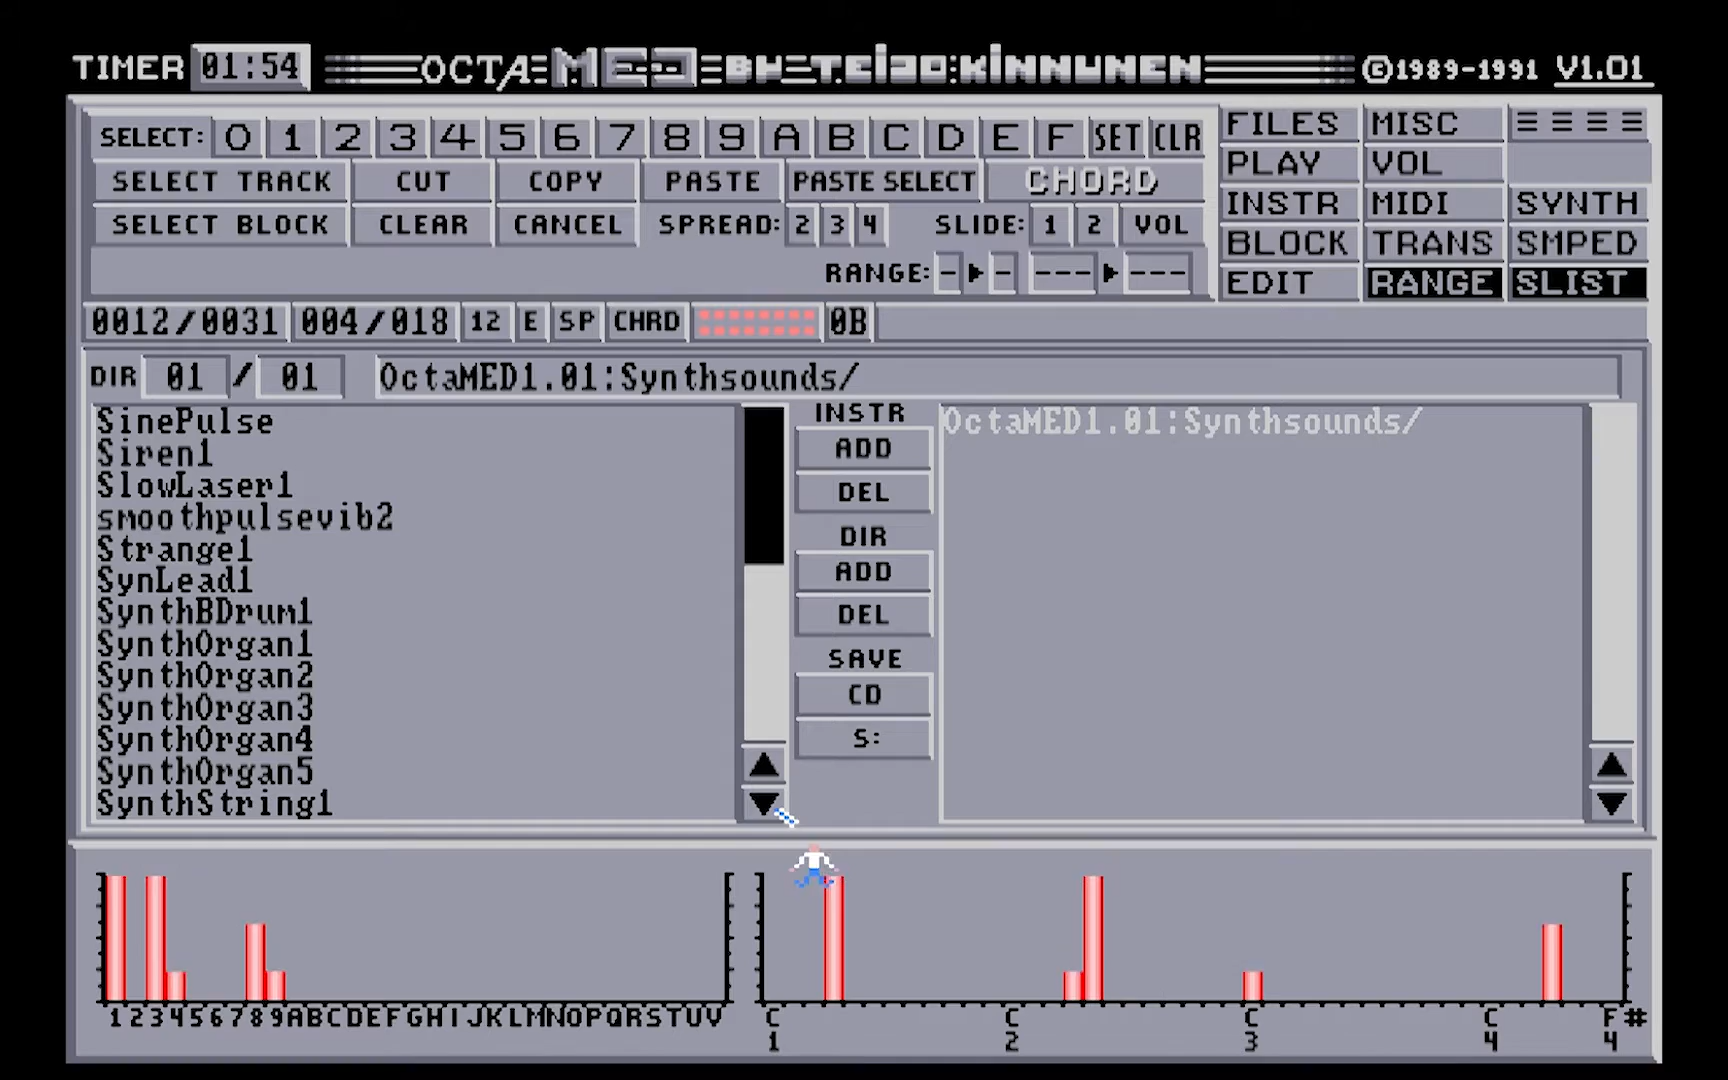 TIMER 01:54 OCTA MED BY TEIJO KINNUNEN ©1989-1991 V1.01
SELECT: 0 1 2 3 4 5 6 7 8 9 A B C D E F SET CLR FILES MISC
SELECT TRACK CUT COPY PASTE PASTE SELECT CHORD PLAY VOL
SELECT BLOCK CLEAR CANCEL SPREAD: 2 3 4 SLIDE: 1 2 VOL INSTR MIDI SYNTH
BLOCK TRANS SMPED
RANGE: - ▶ - --- ▶ --- EDIT RANGE SLIST
0012/0031 004/018 12 E SP CHRD 0B
DIR 01 / 01 OctaMED1.01:Synthsounds/
SinePulse INSTR OctaMED1.01:Synthsounds/
Siren1 ADD
SlowLaser1 DEL
smoothpulsevib2
Strange1 DIR
SynLead1 ADD
SynthBDrum1 DEL
SynthOrgan1 SAVE
SynthOrgan2
SynthOrgan3 CD
SynthOrgan4 S:
SynthOrgan5
SynthString1
123456789ABCDEFGHIJKLMNOPQRSTUV C C C C F #
1 2 3 4 4